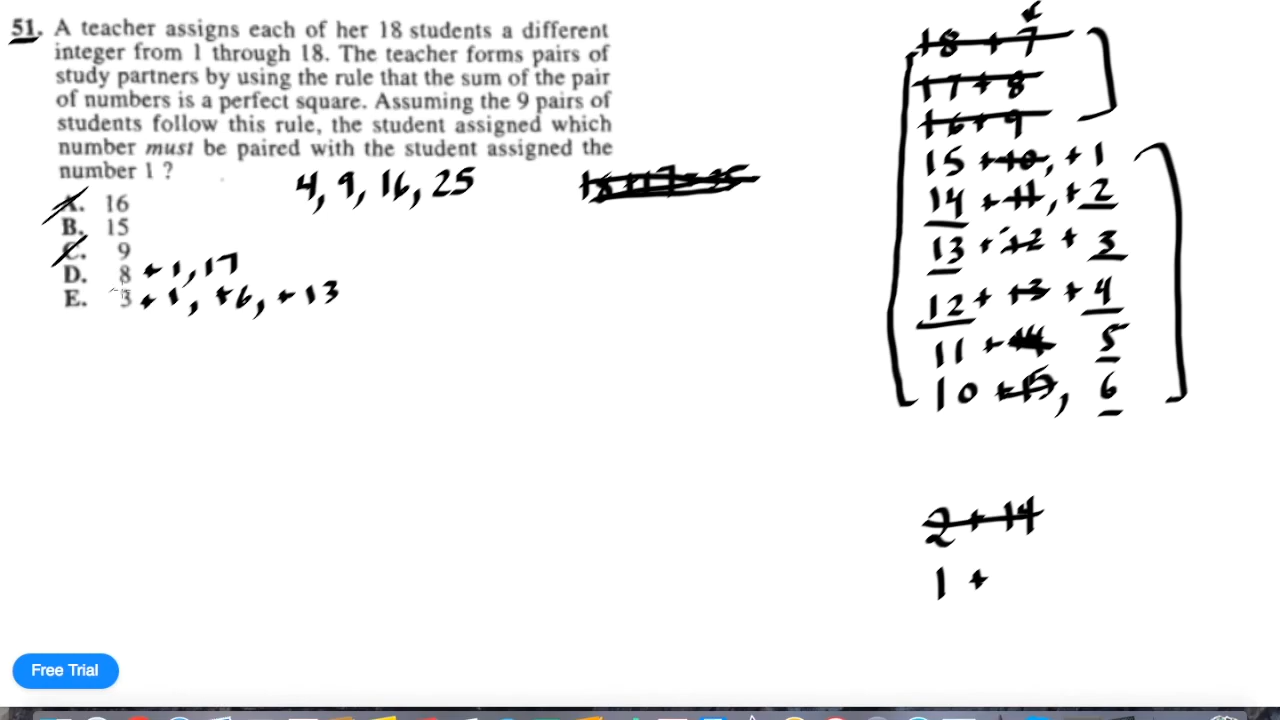 51. A teacher assigns each of her 18 students a different
integer from 1 through 18. The teacher forms pairs of
study partners by using the rule that the sum of the pair
of numbers is a perfect square. Assuming the 9 pairs of
students follow this rule, the student assigned which
number must be paired with the student assigned the
number 1 ?
4, 9, 16, 25
18+17=35
A. 16
B. 15
C. 9
D. 8 + 1, 17
E. 3 + 1, +6, +13
18 + 7
17 + 8
16 + 9
15 + 10, + 1
14 + 11, + 2
13 + 12 + 3
12 + 13 + 4
11 + 14 5
10 + 15, 6
2 + 14
1 +
Free Trial